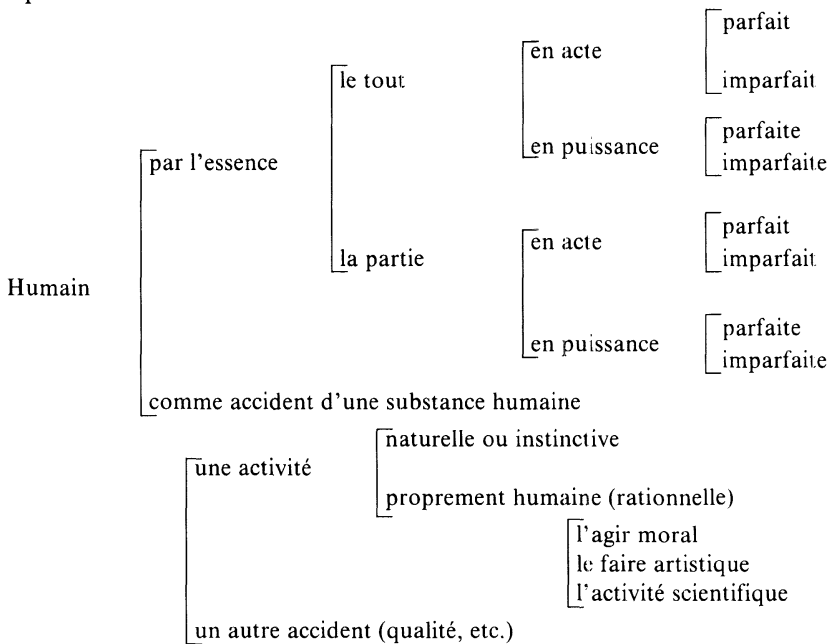 parfait
en acte
le tout
imparfait
parfaite
en puissance
par l'essence
imparfaite
parfait
en acte
la partie
imparfait
Humain
parfaite
en puissance
imparfaite
comme accident d'une substance humaine
naturelle ou instinctive
une activité
proprement humaine (rationnelle)
l'agir moral
le faire artistique
l'activité scientifique
un autre accident (qualité, etc.)